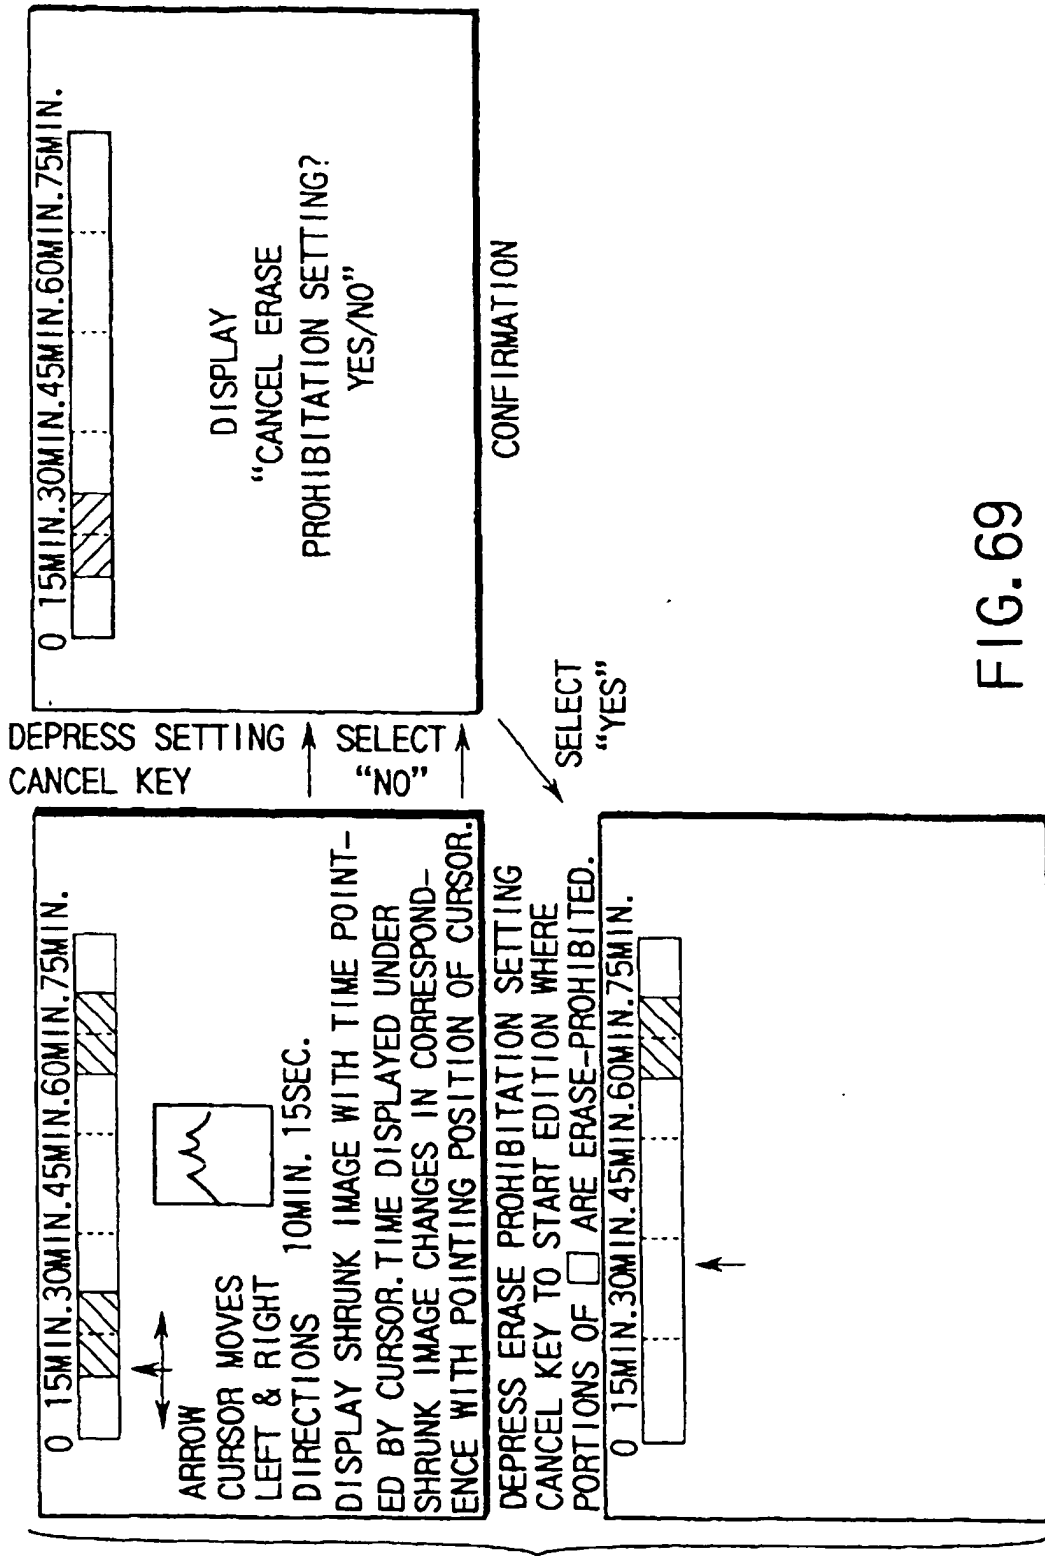 0 15MIN.30MIN.45MIN.60MIN.75MIN.
ARROW
CURSOR MOVES
LEFT & RIGHT
DIRECTIONS
10MIN. 15SEC.
DISPLAY SHRUNK IMAGE WITH TIME POINT-
ED BY CURSOR.TIME DISPLAYED UNDER
SHRUNK IMAGE CHANGES IN CORRESPOND-
ENCE WITH POINTING POSITION OF CURSOR.
DEPRESS SETTING
CANCEL KEY
SELECT
“NO”
0 15MIN.30MIN.45MIN.60MIN.75MIN.
DISPLAY
“CANCEL ERASE
PROHIBITATION SETTING?
YES/NO”
CONFIRMATION
SELECT
“YES”
DEPRESS ERASE PROHIBITATION SETTING
CANCEL KEY TO START EDITION WHERE
PORTIONS OF □ ARE ERASE-PROHIBITED.
0 15MIN.30MIN.45MIN.60MIN.75MIN.
FIG. 69